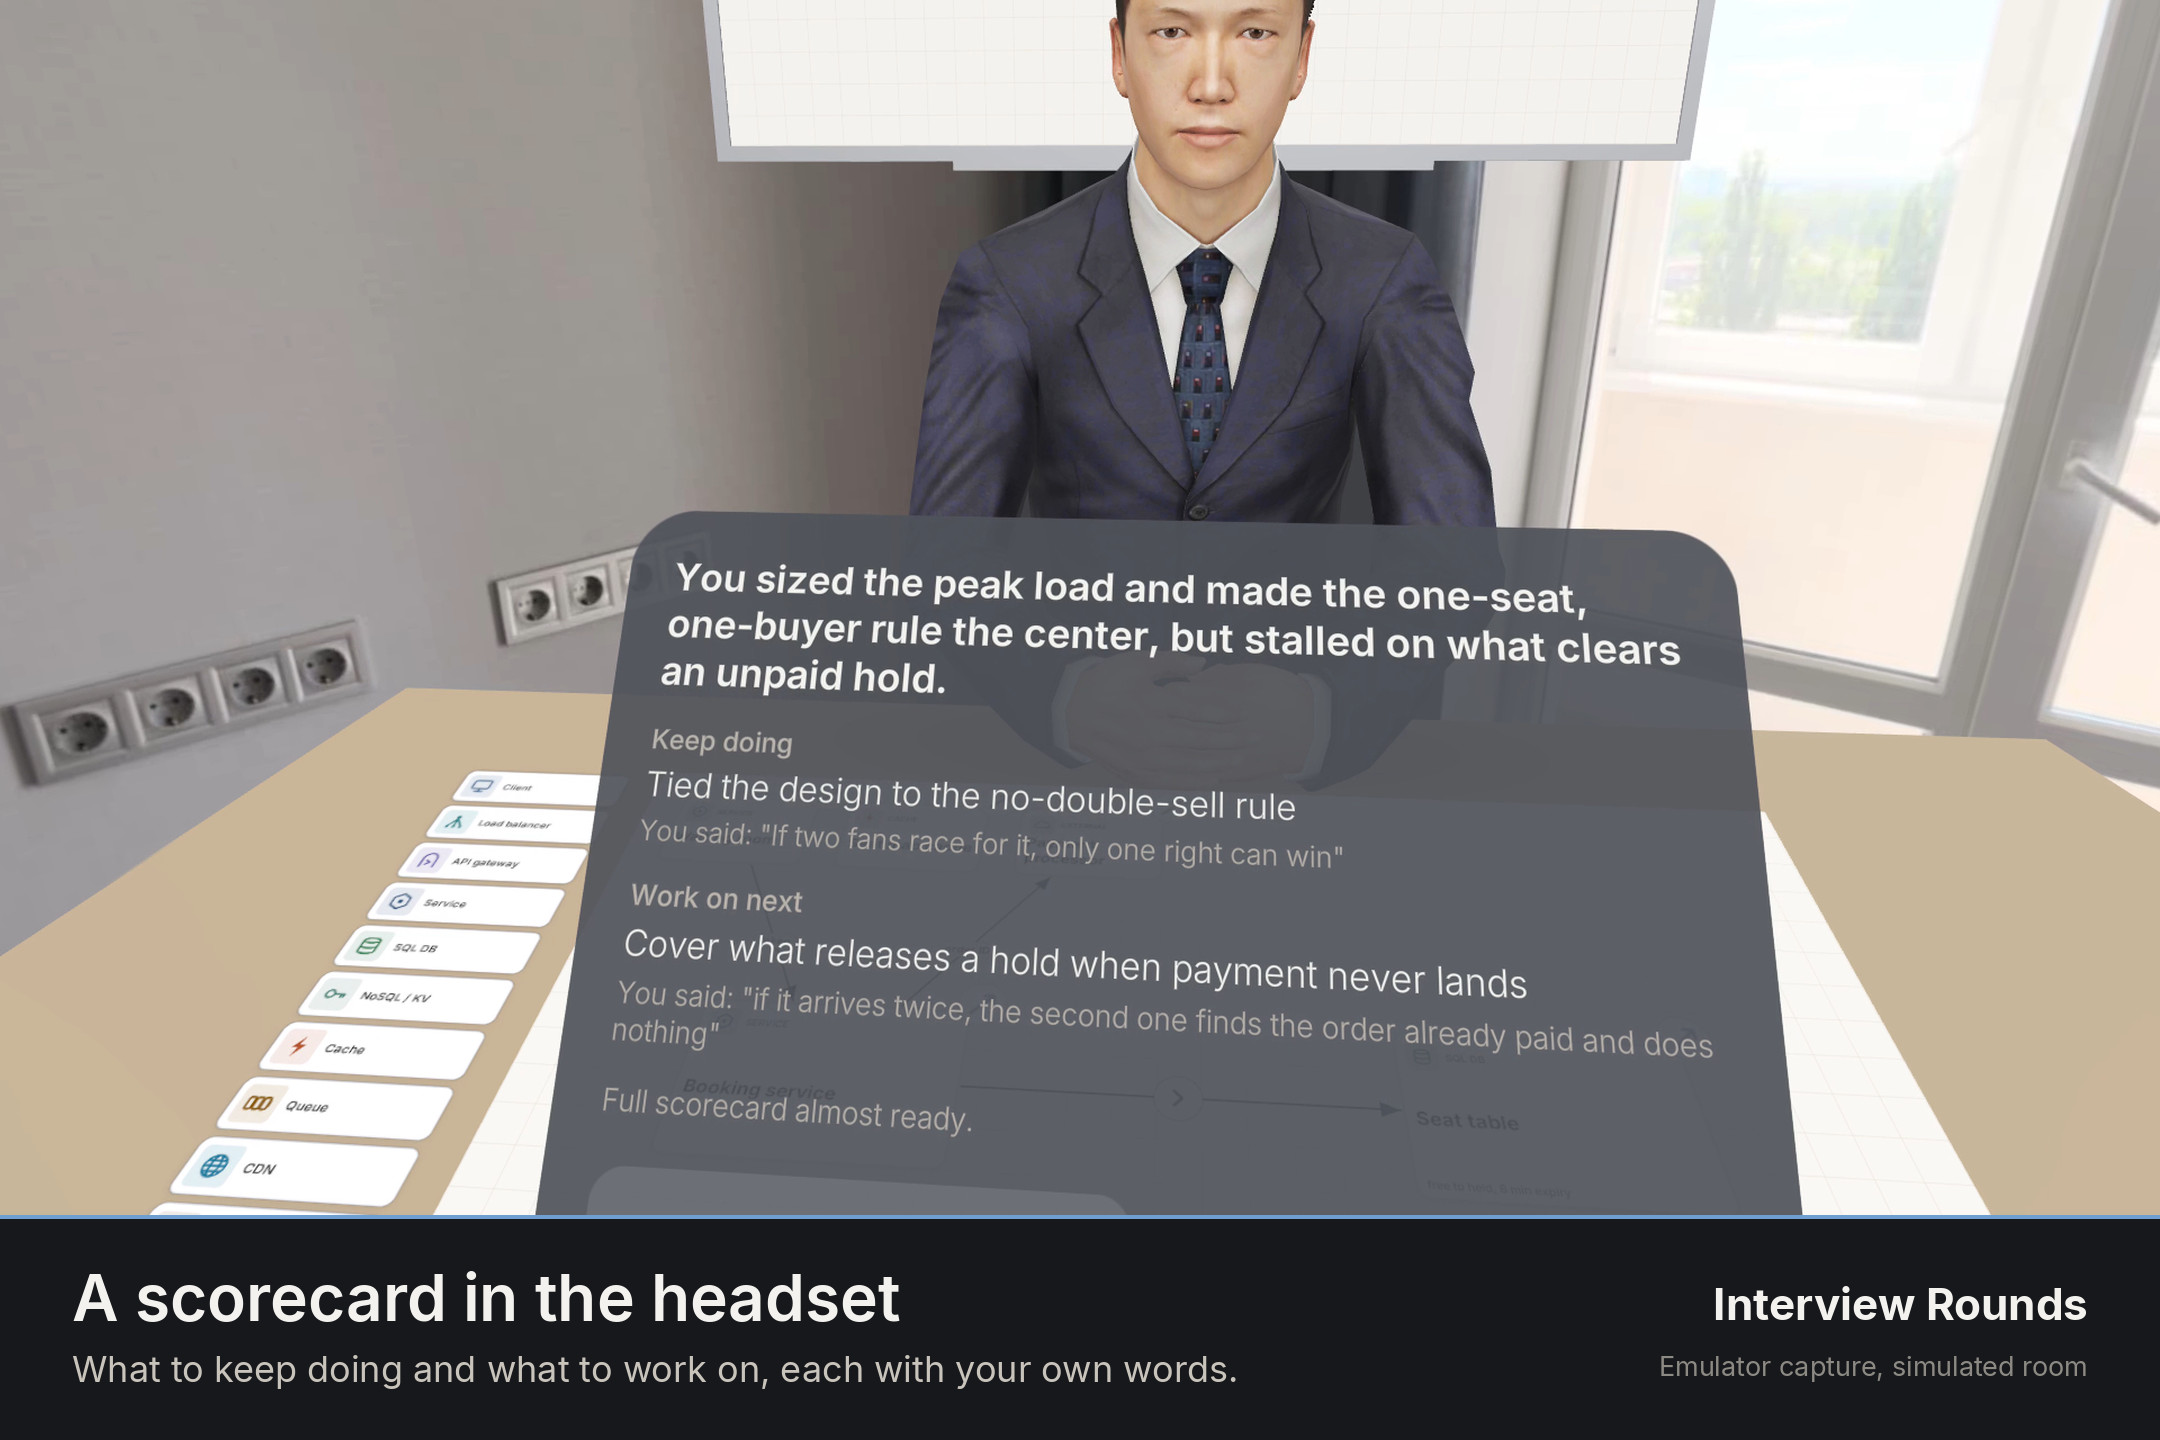 You sized the peak load and made the one-seat,
one-buyer rule the center, but stalled on what clears
an unpaid hold.
Keep doing
Tied the design to the no-double-sell rule
You said: "If two fans race for it, only one right can win"
Work on next
Cover what releases a hold when payment never lands
You said: "if it arrives twice, the second one finds the order already paid and does
nothing"
Booking service
Full scorecard almost ready.
SQL DB
Seat table
Client
Load balancer
API gateway
Service
SQL DB
NoSQL / KV
Cache
Queue
CDN
A scorecard in the headset
What to keep doing and what to work on, each with your own words.
Interview Rounds
Emulator capture, simulated room